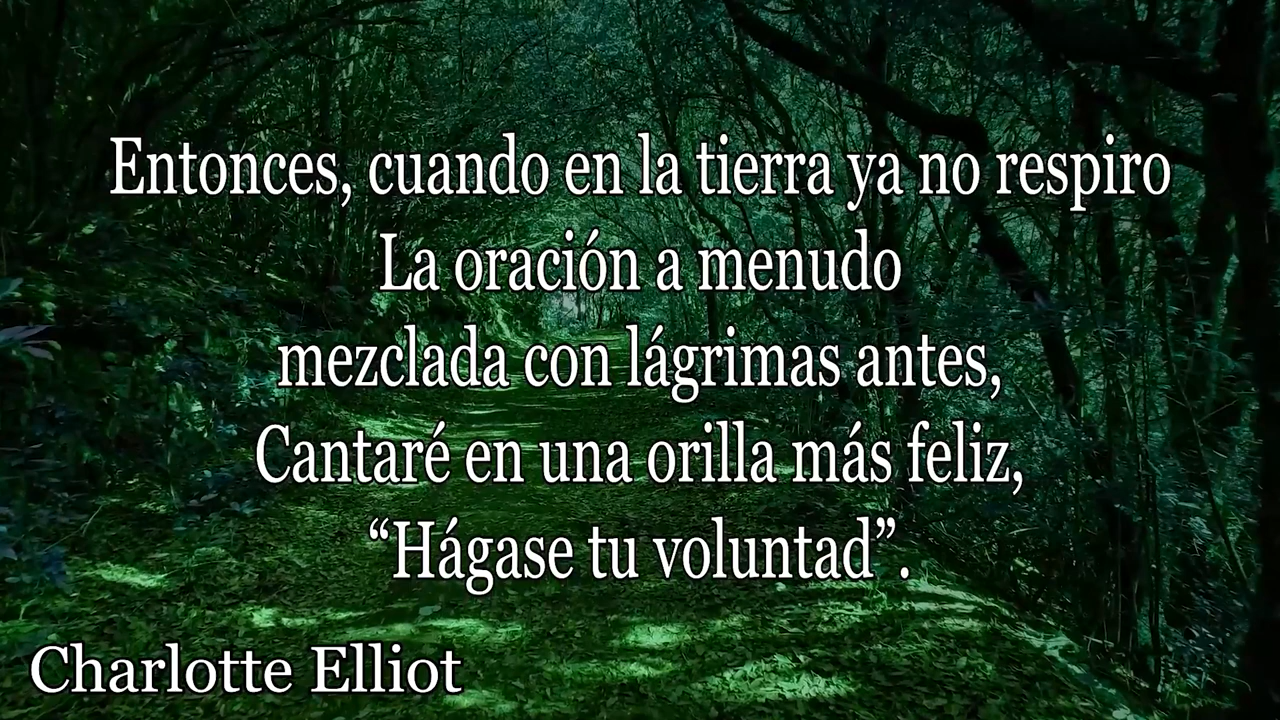 Entonces, cuando en la tierra ya no respiro
La oración a menudo
mezclada con lágrimas antes,
Cantaré en una orilla más feliz,
“Hágase tu voluntad”.
Charlotte Elliot